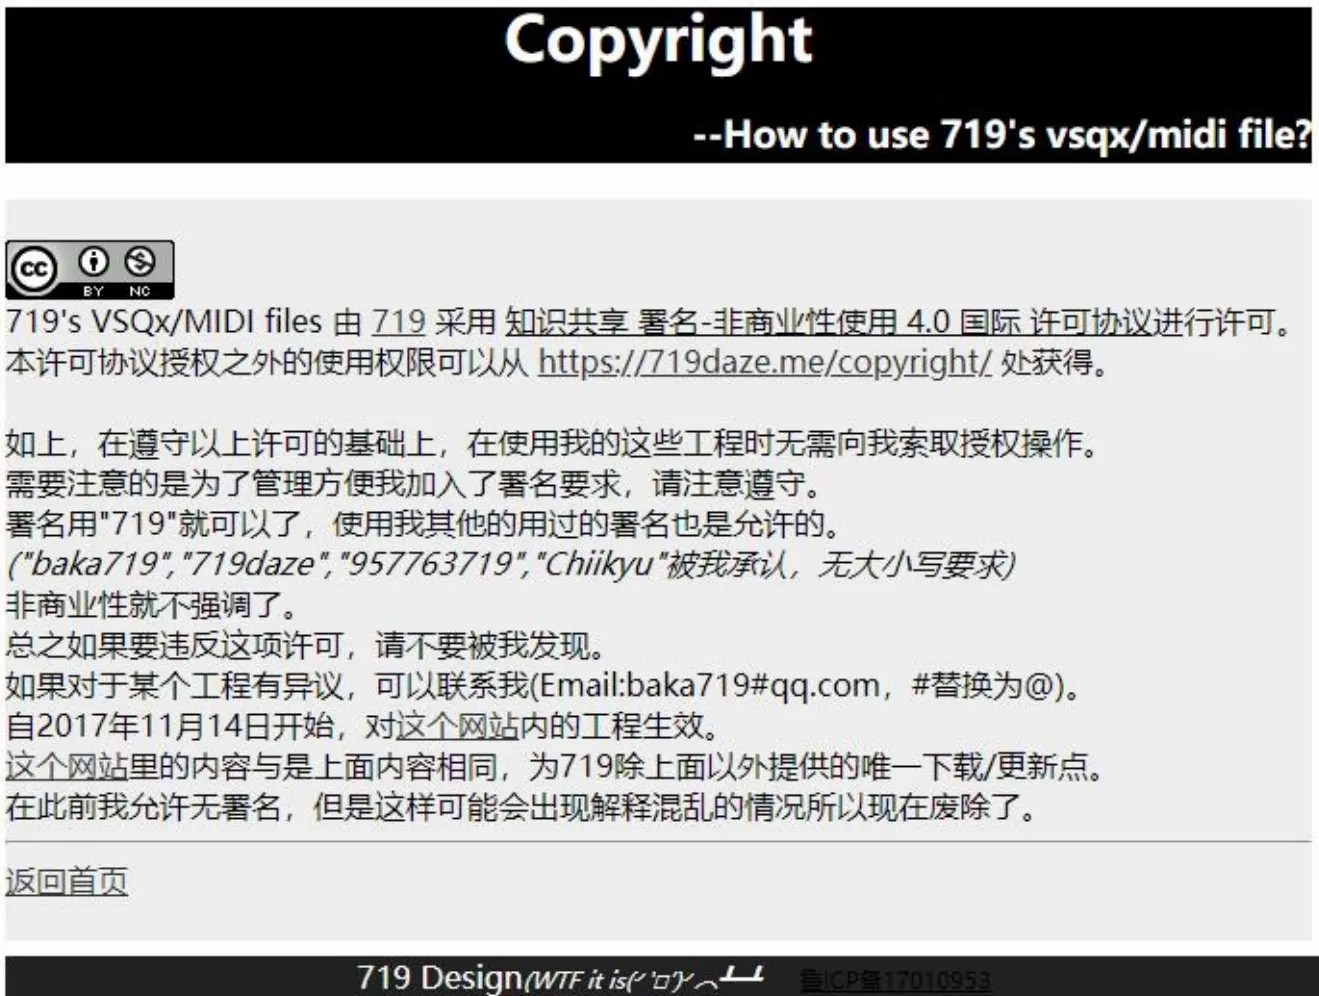 Copyright
--How to use 719's vsqx/midi file?
cc
BY NC
719's VSQx/MIDI files 由 719 采用 知识共享 署名-非商业性使用 4.0 国际 许可协议进行许可。
本许可协议授权之外的使用权限可以从 https://719daze.me/copyright/ 处获得。
如上，在遵守以上许可的基础上，在使用我的这些工程时无需向我索取授权操作。
需要注意的是为了管理方便我加入了署名要求，请注意遵守。
署名用"719"就可以了，使用我其他的用过的署名也是允许的。
("baka719","719daze","957763719","Chiikyu"被我承认，无大小写要求)
非商业性就不强调了。
总之如果要违反这项许可，请不要被我发现。
如果对于某个工程有异议，可以联系我(Email:baka719#qq.com，#替换为@)。
自2017年11月14日开始，对这个网站内的工程生效。
这个网站里的内容与是上面内容相同，为719除上面以外提供的唯一下载/更新点。
在此前我允许无署名，但是这样可能会出现解释混乱的情况所以现在废除了。
返回首页
719 Design(WTF it is(╯'□')╯︵┻┻ 鲁ICP备17010953